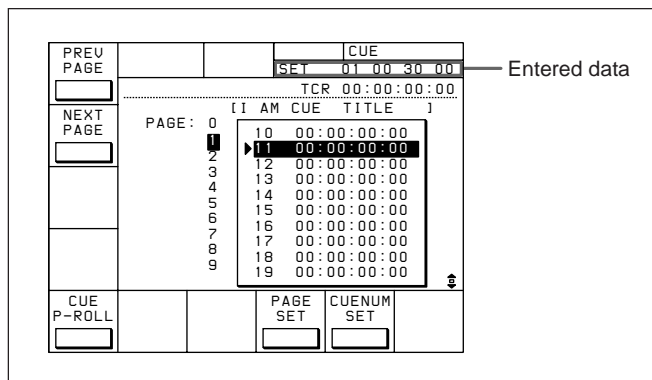 PREV
PAGE
CUE
SET 01 00 30 00
Entered data
TCR 00:00:00:00
[I AM CUE TITLE ]
NEXT
PAGE
PAGE: 0
1
2
3
4
5
6
7
8
9
10 00:00:00:00
11 00:00:00:00
12 00:00:00:00
13 00:00:00:00
14 00:00:00:00
15 00:00:00:00
16 00:00:00:00
17 00:00:00:00
18 00:00:00:00
19 00:00:00:00
CUE
P-ROLL
PAGE
SET
CUENUM
SET